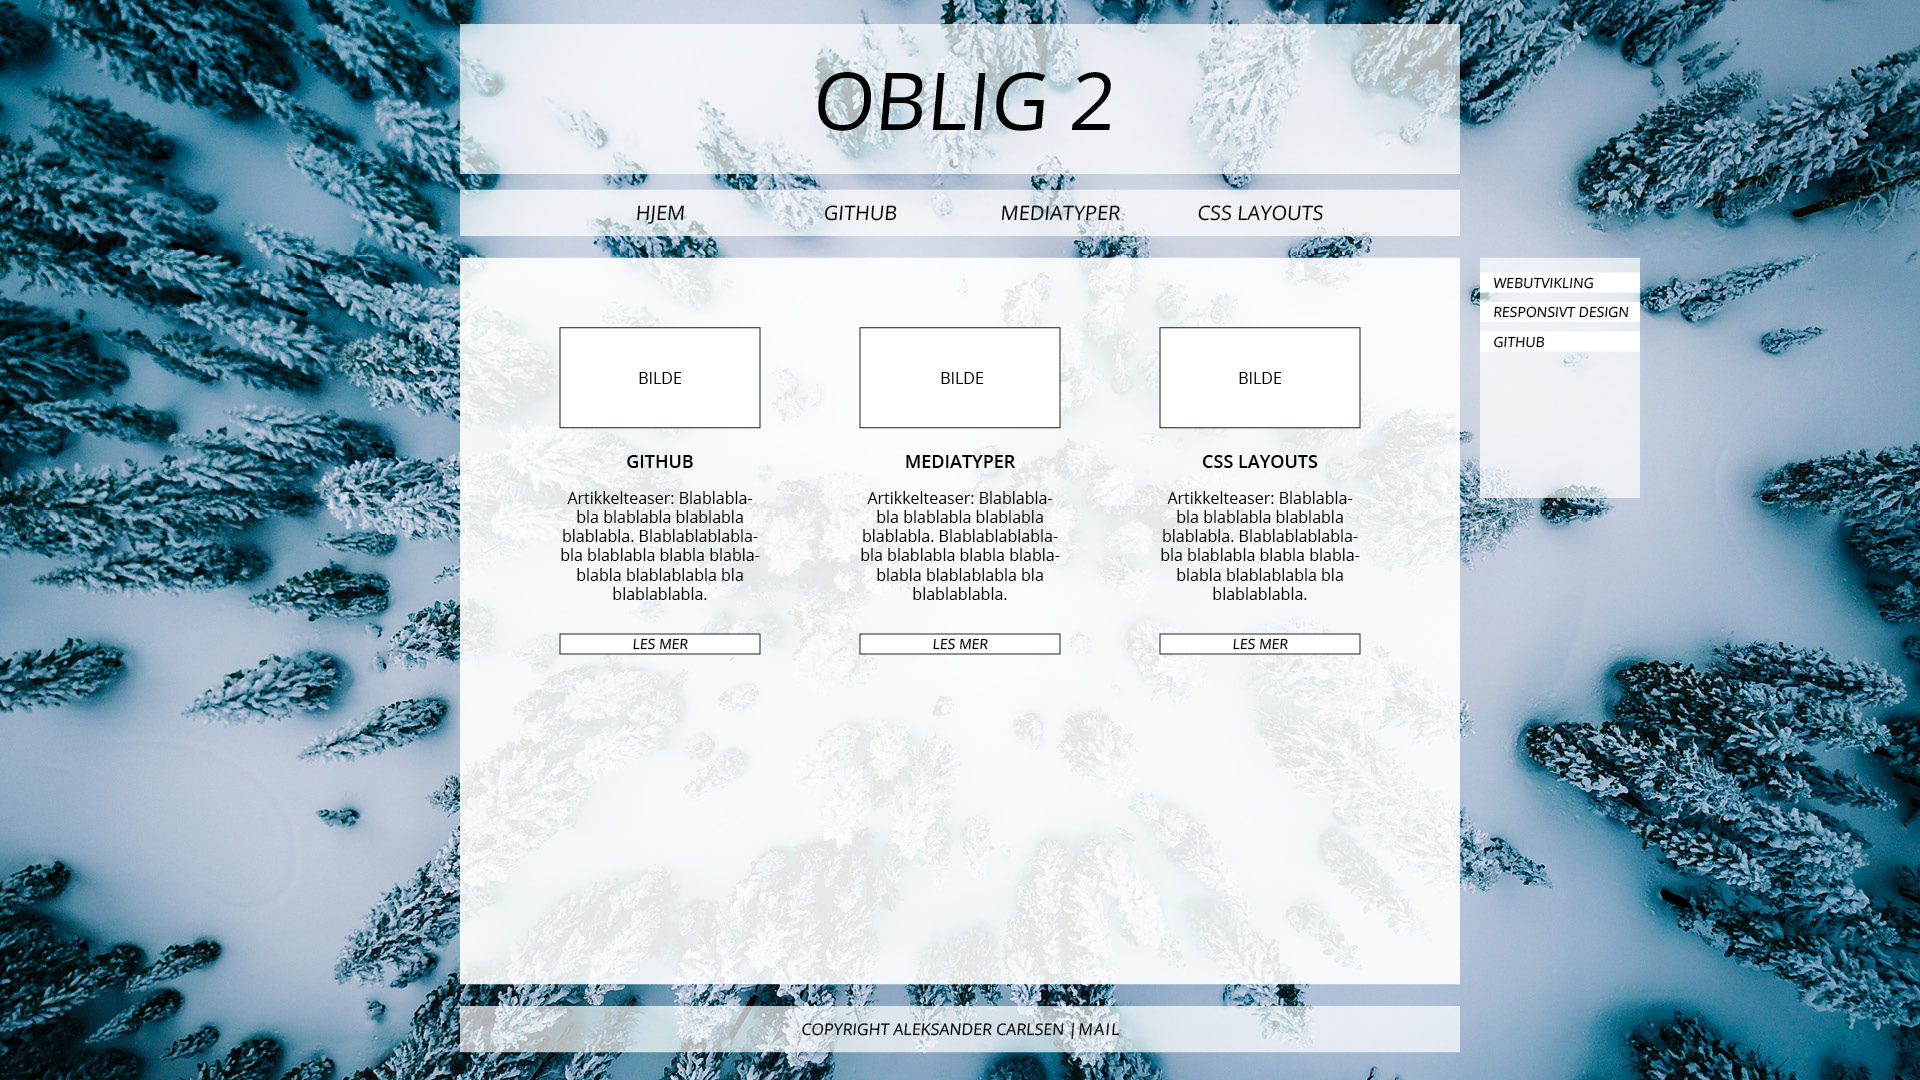 OBLIG 2
HJEM GITHUB MEDIATYPER CSS LAYOUTS
WEBUTVIKLING
RESPONSIVT DESIGN
GITHUB
BILDE
GITHUB
Artikkelteaser: Blablabla-
bla blablabla blablabla
blablabla. Blablablablabla-
bla blablabla blabla blabla-
blabla blablablabla bla
blablablabla.
LES MER
BILDE
MEDIATYPER
Artikkelteaser: Blablabla-
bla blablabla blablabla
blablabla. Blablablablabla-
bla blablabla blabla blabla-
blabla blablablabla bla
blablablabla.
LES MER
BILDE
CSS LAYOUTS
Artikkelteaser: Blablabla-
bla blablabla blablabla
blablabla. Blablablablabla-
bla blablabla blabla blabla-
blabla blablablabla bla
blablablabla.
LES MER
COPYRIGHT ALEKSANDER CARLSEN | MAIL